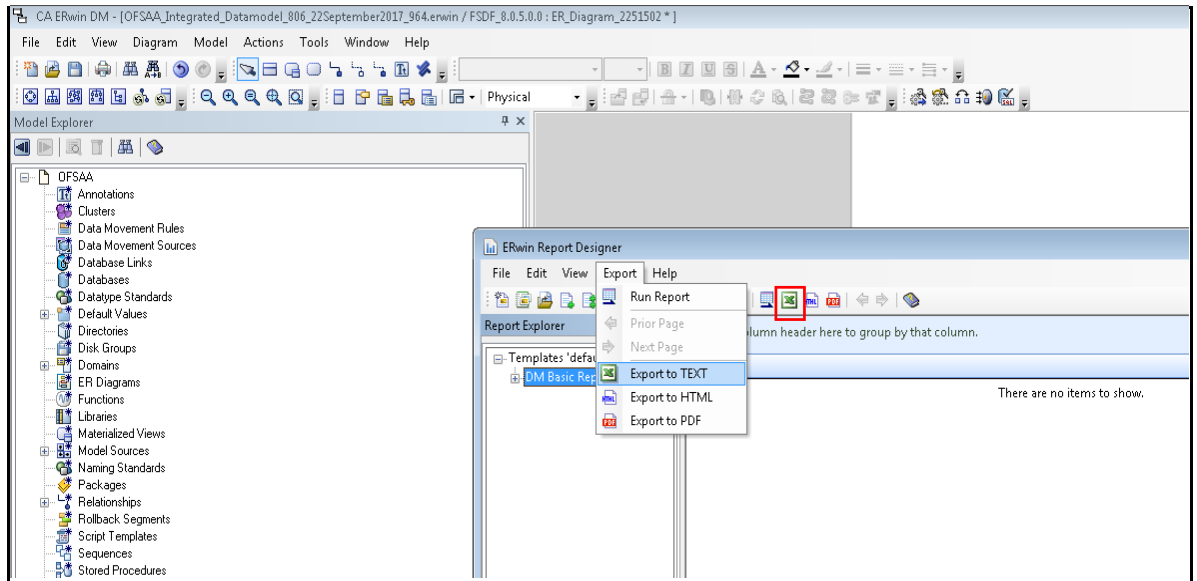 CA ERwin DM - [OFSAA_Integrated_Datamodel_806_22September2017_964.erwin / FSDF_8.0.5.0.0 : ER_Diagram_2251502 * ]
File Edit View Diagram Model Actions Tools Window Help
Physical
Model Explorer
OFSAA
Annotations
Clusters
Data Movement Rules
Data Movement Sources
Database Links
Databases
Datatype Standards
Default Values
Directories
Disk Groups
Domains
ER Diagrams
Functions
Libraries
Materialized Views
Model Sources
Naming Standards
Packages
Relationships
Rollback Segments
Script Templates
Sequences
Stored Procedures
ERwin Report Designer
File Edit View Export Help
Report Explorer
Templates 'defau
DM Basic Rep
Run Report
Prior Page
Next Page
Export to TEXT
Export to HTML
Export to PDF
lumn header here to group by that column.
There are no items to show.